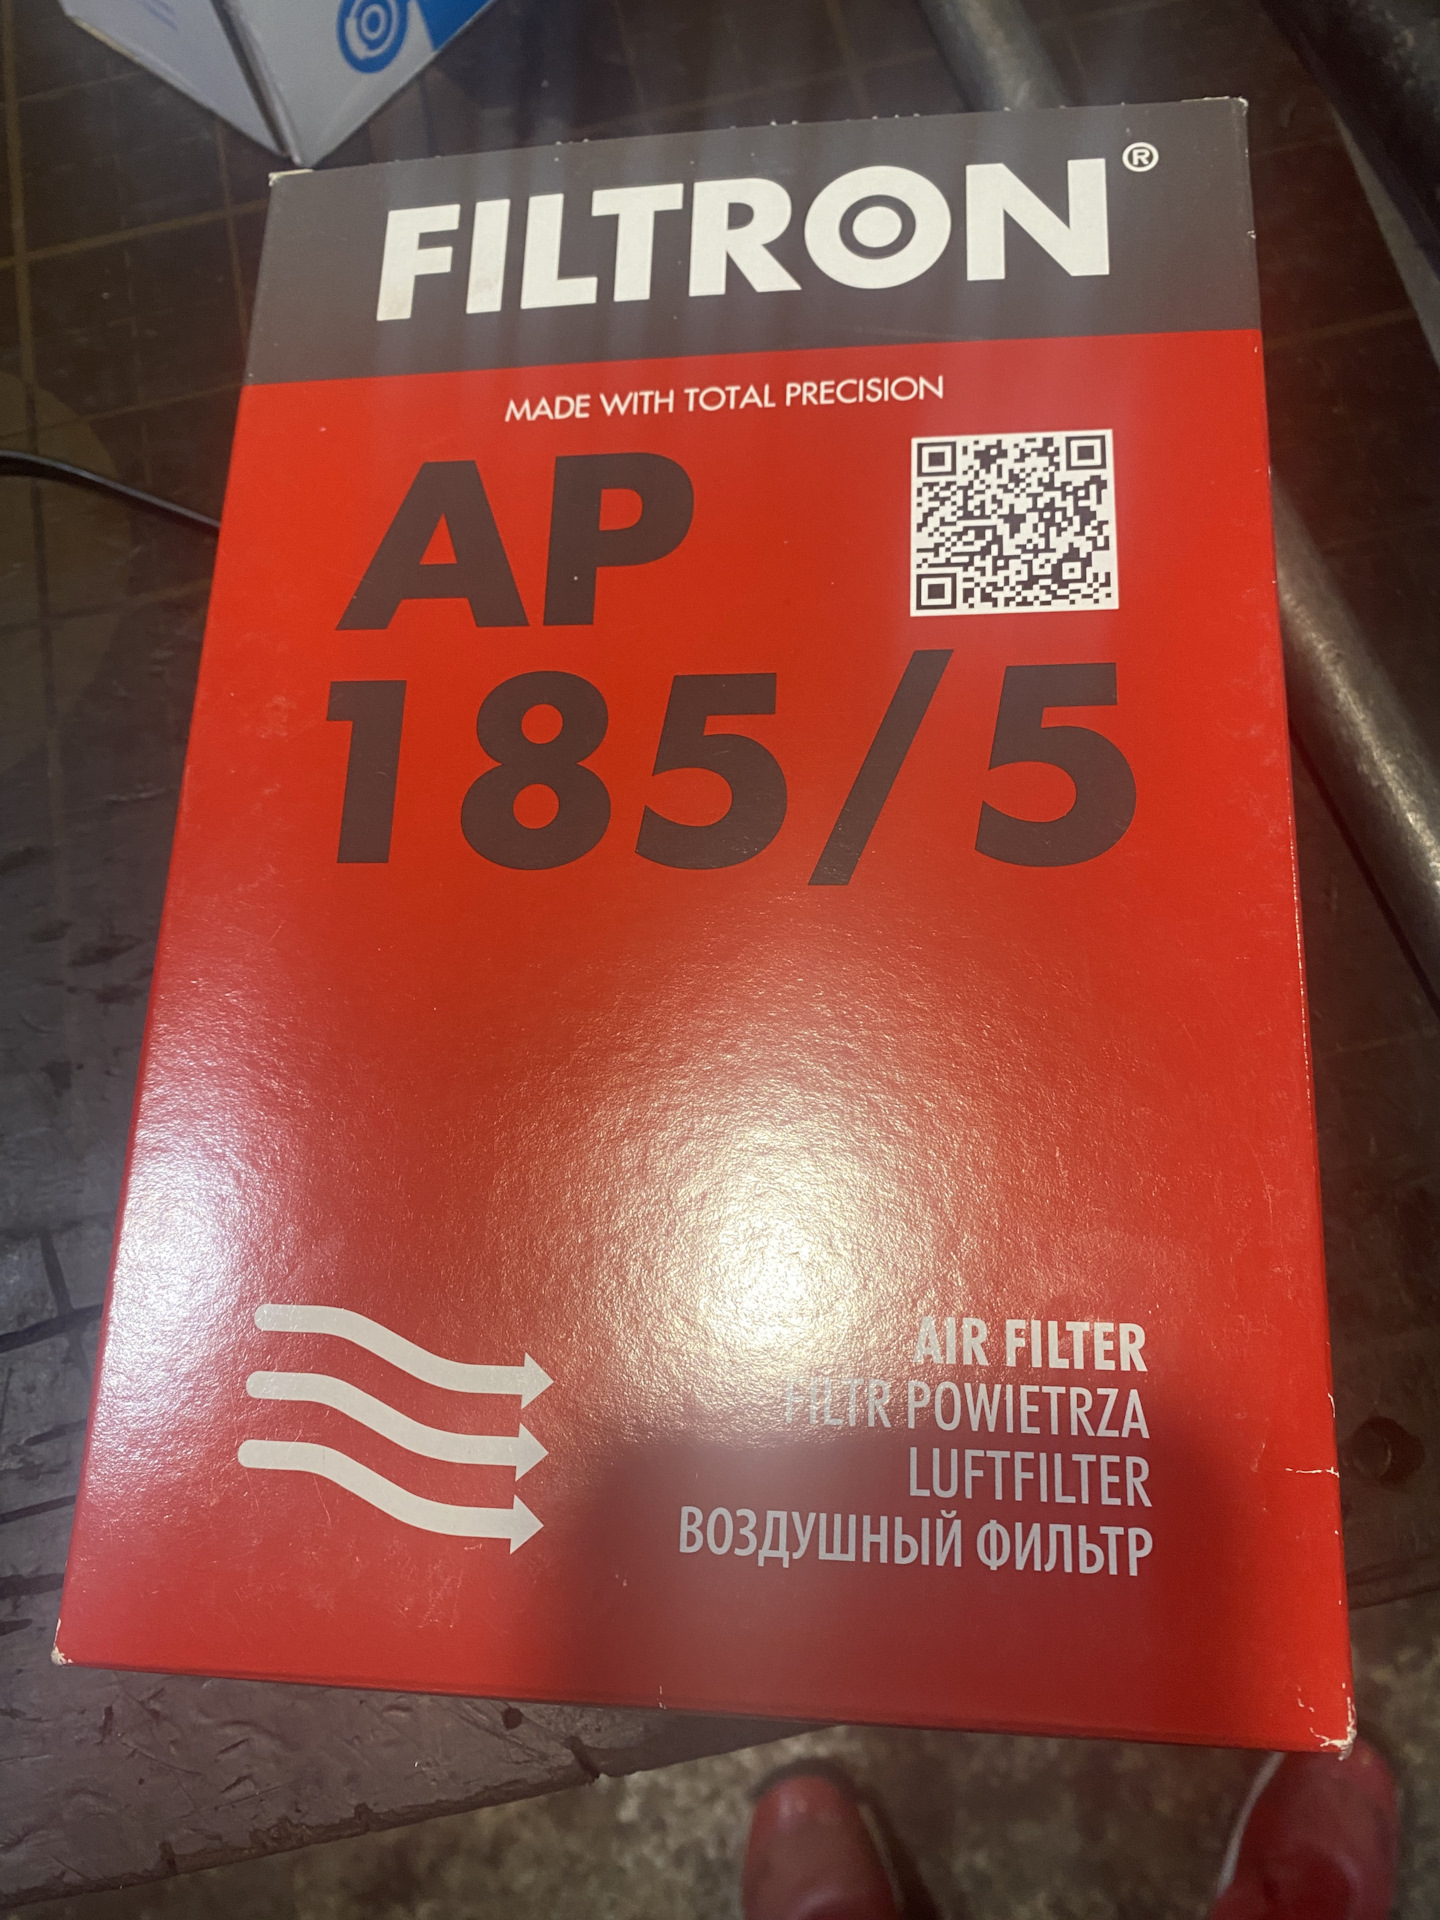 FILTRON®
MADE WITH TOTAL PRECISION
AP
185/5
AIR FILTER
FILTR POWIETRZA
LUFTFILTER
ВОЗДУШНЫЙ ФИЛЬТР